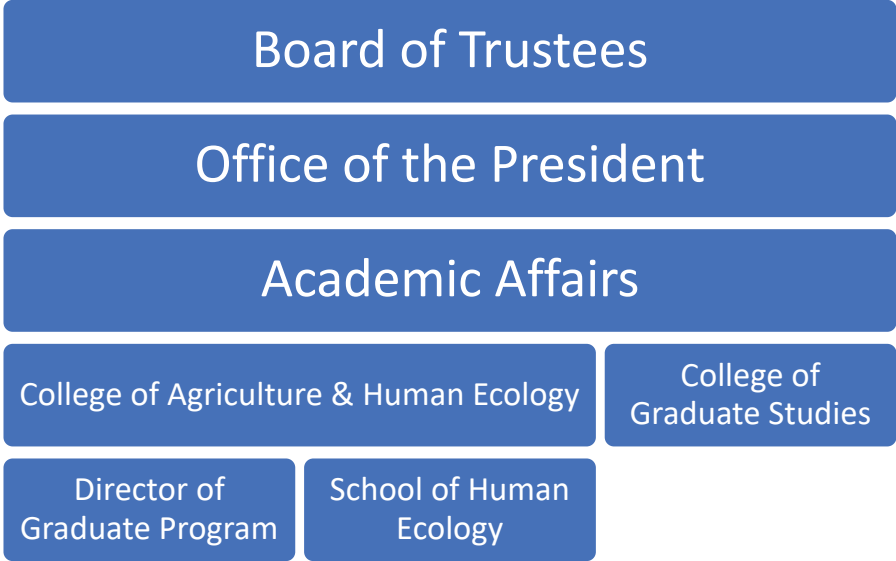 Board of Trustees
Office of the President
Academic Affairs
College of Agriculture & Human Ecology
College of
Graduate Studies
Director of
Graduate Program
School of Human
Ecology